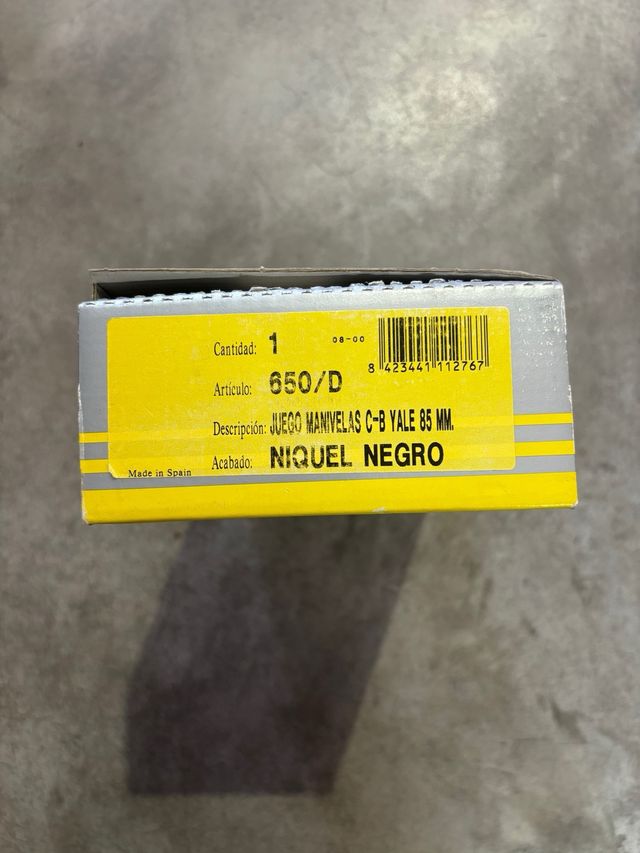 Cantidad: 1 08-00
8 423441 112767
Artículo: 650/D
Descripción: JUEGO MANIVELAS C-B YALE 85 MM.
Acabado: NIQUEL NEGRO
Made in Spain